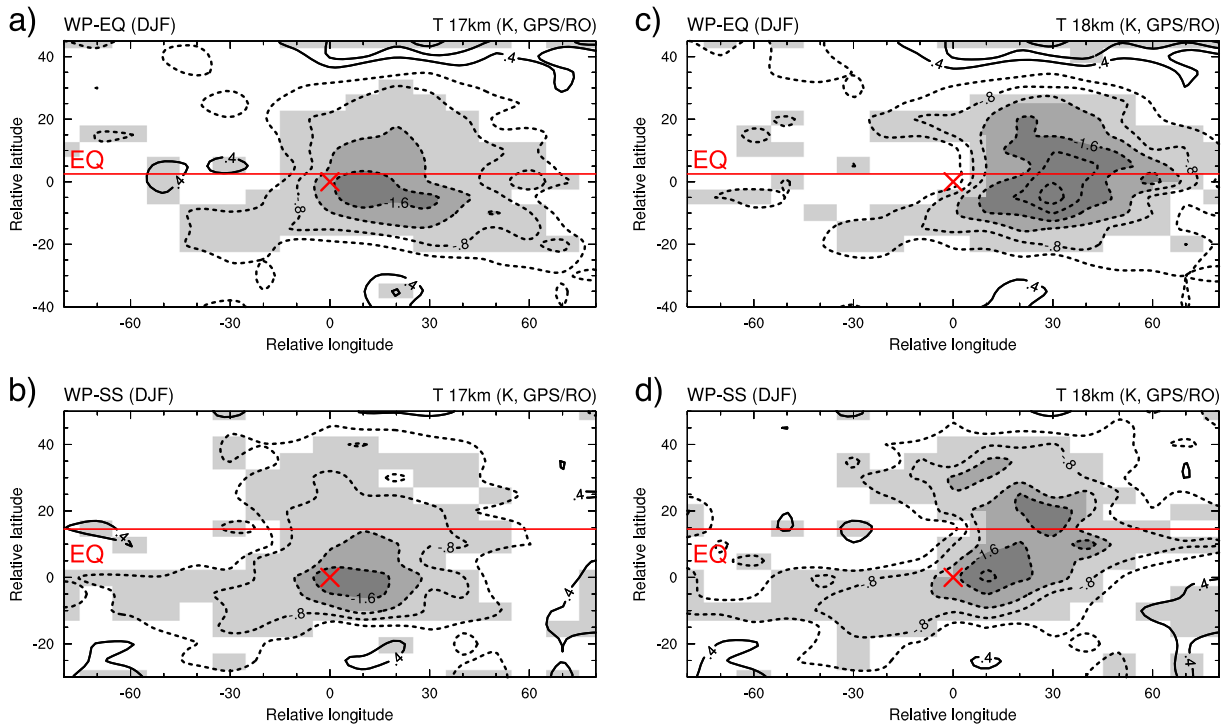 a)
WP-EQ (DJF) T 17km (K, GPS/RO)
Relative latitude
40
20
0
-20
-40
EQ
.4
.4
.4
-.8
-1.6
-.8
.4
-60 -30 0 30 60
Relative longitude
c)
WP-EQ (DJF) T 18km (K, GPS/RO)
Relative latitude
40
20
0
-20
-40
EQ
.4
.4
-.8
-1.6
-.8
.4
-60 -30 0 30 60
Relative longitude
b)
WP-SS (DJF) T 17km (K, GPS/RO)
Relative latitude
40
20
0
-20
EQ
-.8
.4
.4
-.8
-1.6
-.8
.4
.4
-60 -30 0 30 60
Relative longitude
d)
WP-SS (DJF) T 18km (K, GPS/RO)
Relative latitude
40
20
0
-20
EQ
-.8
-1.6
-.8
-.8
.4
.4
.4
.4
-60 -30 0 30 60
Relative longitude